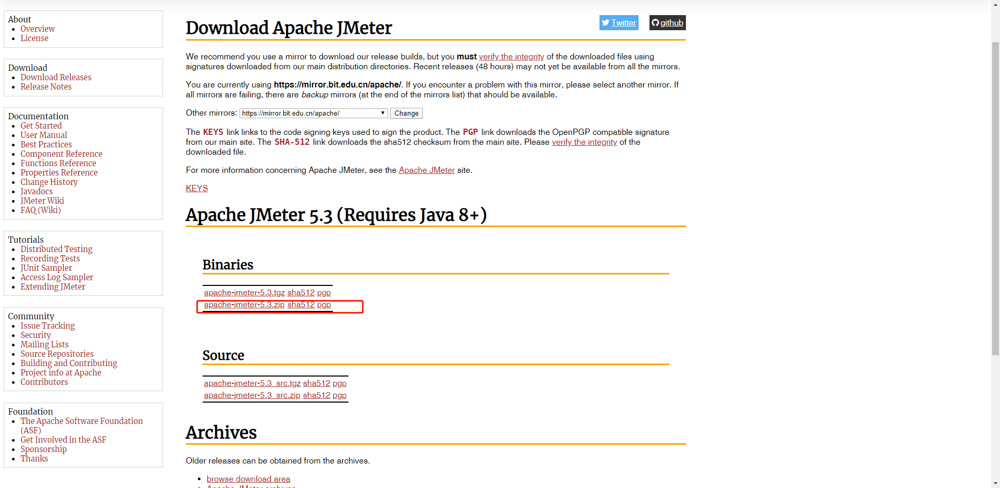 About
Overview
License
Download
Download Releases
Release Notes
Documentation
Get Started
User Manual
Best Practices
Component Reference
Functions Reference
Properties Reference
Change History
Javadocs
JMeter Wiki
FAQ (Wiki)
Tutorials
Distributed Testing
Recording Tests
JUnit Sampler
Access Log Sampler
Extending JMeter
Community
Issue Tracking
Security
Mailing Lists
Source Repositories
Building and Contributing
Project info at Apache
Contributors
Foundation
The Apache Software Foundation
(ASF)
Get Involved in the ASF
Sponsorship
Thanks
Download Apache JMeter
Twitter
github
We recommend you use a mirror to download our release builds, but you must verify the integrity of the downloaded files using
signatures downloaded from our main distribution directories. Recent releases (48 hours) may not yet be available from all the mirrors.
You are currently using https://mirror.bit.edu.cn/apache/. If you encounter a problem with this mirror, please select another mirror. If
all mirrors are failing, there are backup mirrors (at the end of the mirrors list) that should be available.
Other mirrors: https://mirror.bit.edu.cn/apache/ Change
The KEYS link links to the code signing keys used to sign the product. The PGP link downloads the OpenPGP compatible signature
from our main site. The SHA-512 link downloads the sha512 checksum from the main site. Please verify the integrity of the
downloaded file.
For more information concerning Apache JMeter, see the Apache JMeter site.
KEYS
Apache JMeter 5.3 (Requires Java 8+)
Binaries
apache-jmeter-5.3.tgz sha512 pgp
apache-jmeter-5.3.zip sha512 pgp
Source
apache-jmeter-5.3_src.tgz sha512 pgp
apache-jmeter-5.3_src.zip sha512 pgp
Archives
Older releases can be obtained from the archives.
browse download area
Apache JMeter archives